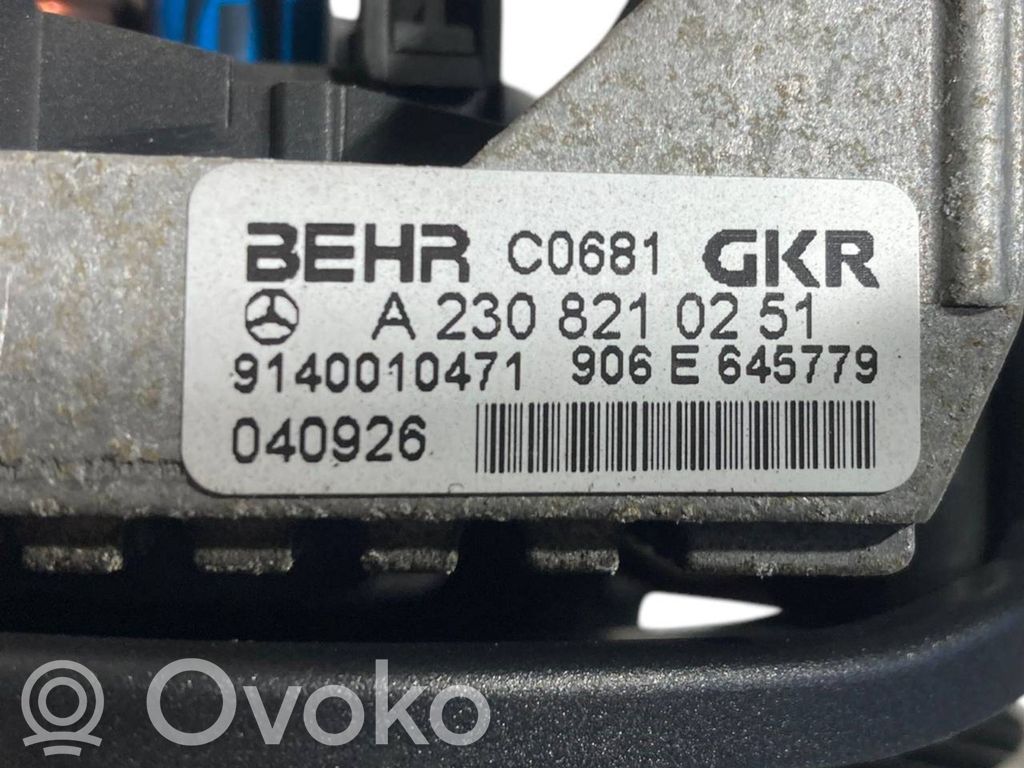 BEHR C0681 GKR
A 230 821 02 51
9140010471 906 E 645779
040926
Ovoko